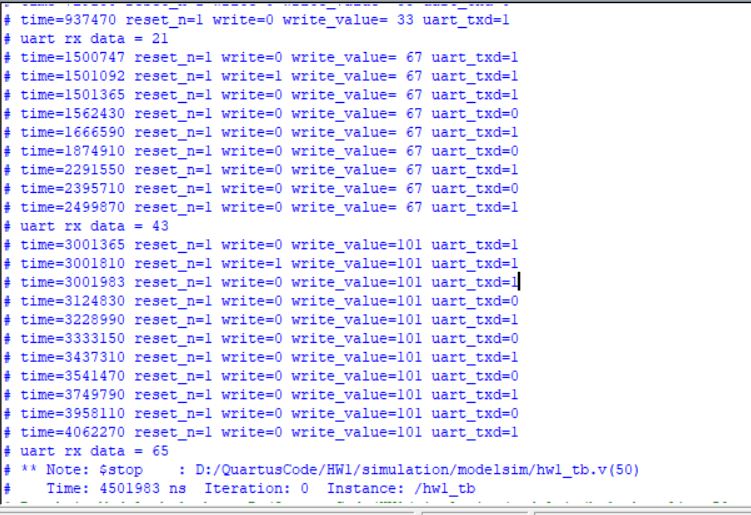 # time=937470 reset_n=1 write=0 write_value= 33 uart_txd=1
# uart rx data = 21
# time=1500747 reset_n=1 write=0 write_value= 67 uart_txd=1
# time=1501092 reset_n=1 write=1 write_value= 67 uart_txd=1
# time=1501365 reset_n=1 write=0 write_value= 67 uart_txd=1
# time=1562430 reset_n=1 write=0 write_value= 67 uart_txd=0
# time=1666590 reset_n=1 write=0 write_value= 67 uart_txd=1
# time=1874910 reset_n=1 write=0 write_value= 67 uart_txd=0
# time=2291550 reset_n=1 write=0 write_value= 67 uart_txd=1
# time=2395710 reset_n=1 write=0 write_value= 67 uart_txd=0
# time=2499870 reset_n=1 write=0 write_value= 67 uart_txd=1
# uart rx data = 43
# time=3001365 reset_n=1 write=0 write_value=101 uart_txd=1
# time=3001810 reset_n=1 write=1 write_value=101 uart_txd=1
# time=3001983 reset_n=1 write=0 write_value=101 uart_txd=1
# time=3124830 reset_n=1 write=0 write_value=101 uart_txd=0
# time=3228990 reset_n=1 write=0 write_value=101 uart_txd=1
# time=3333150 reset_n=1 write=0 write_value=101 uart_txd=0
# time=3437310 reset_n=1 write=0 write_value=101 uart_txd=1
# time=3541470 reset_n=1 write=0 write_value=101 uart_txd=0
# time=3749790 reset_n=1 write=0 write_value=101 uart_txd=1
# time=3958110 reset_n=1 write=0 write_value=101 uart_txd=0
# time=4062270 reset_n=1 write=0 write_value=101 uart_txd=1
# uart rx data = 65
# ** Note: $stop    : D:/QuartusCode/HW1/simulation/modelsim/hw1_tb.v(50)
#    Time: 4501983 ns  Iteration: 0  Instance: /hw1_tb